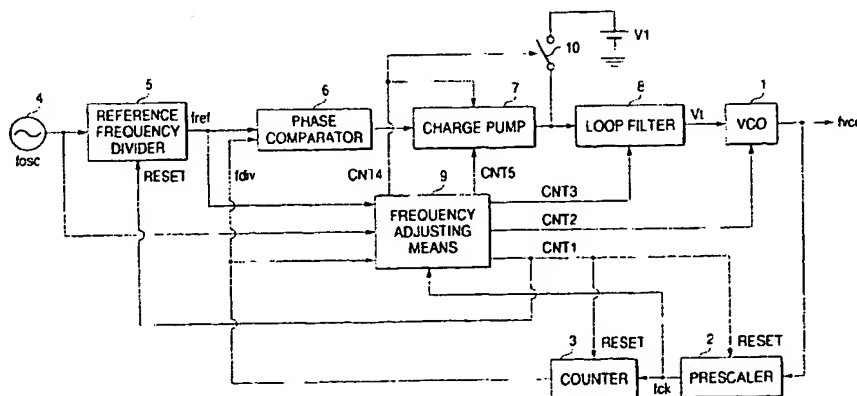 V1
10
4
5
6
7
8
1
REFERENCE
FREQUENCY
DIVIDER
fref
PHASE
COMPARATOR
CHARGE PUMP
LOOP FILTER
Vt
VCO
fvco
fosc
RESET
fdiv
CNT4
9
CNT5
FREQUENCY
ADJUSTING
MEANS
CNT3
CNT2
CNT1
3
RESET
2
RESET
COUNTER
fck
PRESCALER